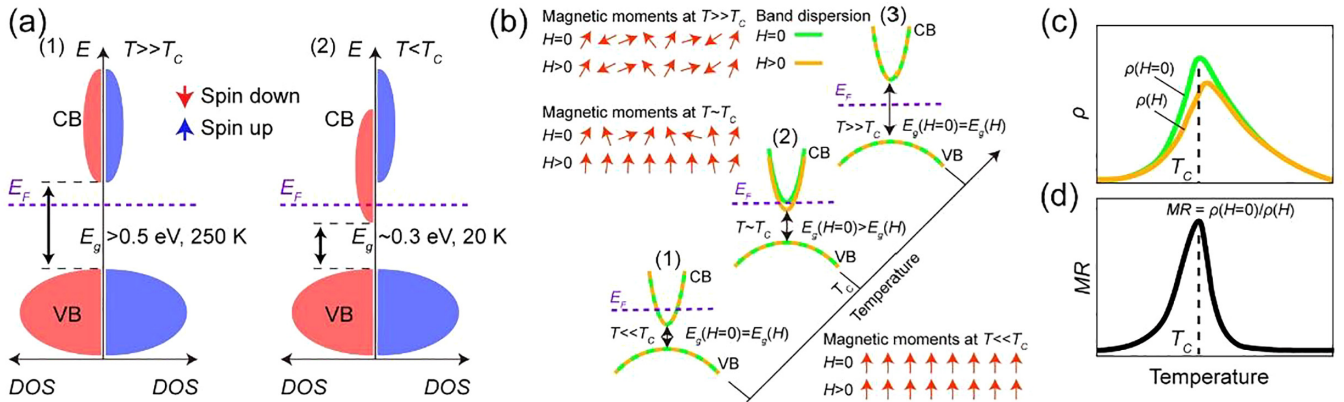 (a)
(1) E T>>T_C
CB
Spin down
Spin up
E_F
E_g >0.5 eV, 250 K
VB
DOS DOS
(2) E T<T_C
CB
E_F
E_g ~0.3 eV, 20 K
VB
DOS DOS
(b)
Magnetic moments at T>>T_C
H=0
H>0
Band dispersion
H=0
H>0
Magnetic moments at T~T_C
H=0
H>0
(3)
CB
E_F
T>>T_C E_g(H=0)=E_g(H)
VB
(2)
CB
E_F
T~T_C E_g(H=0)>E_g(H)
VB
(1)
CB
E_F
T<<T_C E_g(H=0)=E_g(H)
VB
T_C
Temperature
Magnetic moments at T<<T_C
H=0
H>0
(c)
ρ
ρ(H=0)
ρ(H)
T_C
(d)
MR
MR = ρ(H=0)/ρ(H)
T_C
Temperature